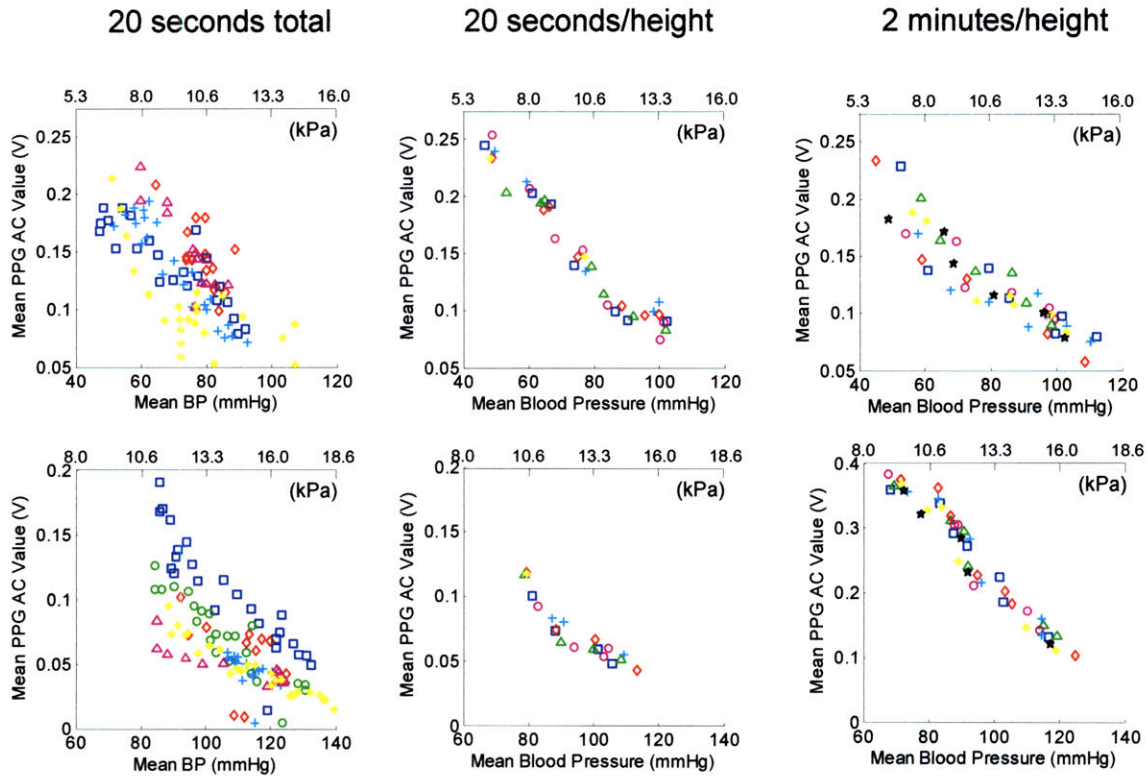 20 seconds total
20 seconds/height
2 minutes/height
5.3 8.0 10.6 13.3 16.0
(kPa)
Mean PPG AC Value (V)
0.25
0.2
0.15
0.1
0.05
40 60 80 100 120
Mean BP (mmHg)
5.3 8.0 10.6 13.3 16.0
(kPa)
Mean PPG AC Value (V)
0.25
0.2
0.15
0.1
0.05
40 60 80 100 120 140
Mean Blood Pressure (mmHg)
5.3 8.0 10.6 13.3 16.0
(kPa)
Mean PPG AC Value (V)
0.25
0.2
0.15
0.1
0.05
40 60 80 100 120
Mean Blood Pressure (mmHg)
8.0 10.6 13.3 16.0 18.6
(kPa)
Mean PPG AC Value (V)
0.2
0.15
0.1
0.05
0
60 80 100 120 140
Mean BP (mmHg)
8.0 10.6 13.3 16.0 18.6
(kPa)
Mean PPG AC Value (V)
0.2
0.15
0.1
0.05
0
60 80 100 120 140
Mean Blood Pressure (mmHg)
8.0 10.6 13.3 16.0 18.6
(kPa)
Mean PPG AC Value (V)
0.4
0.3
0.2
0.1
0
60 80 100 120 140
Mean Blood Pressure (mmHg)